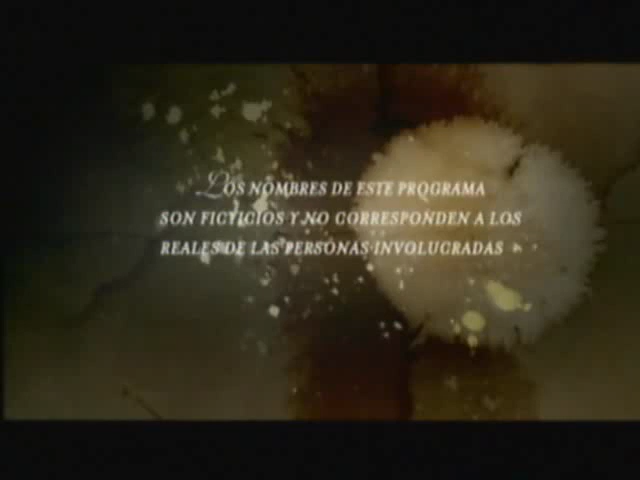 LOS NOMBRES DE ESTE PROGRAMA
SON FICTICIOS Y NO CORRESPONDEN A LOS
REALES DE LAS PERSONAS INVOLUCRADAS